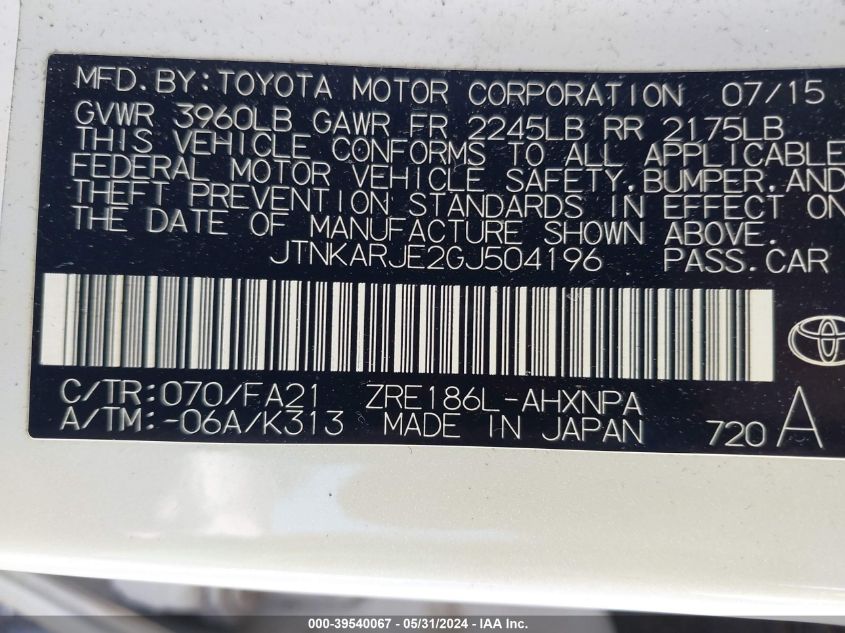 MFD. BY: TOYOTA MOTOR CORPORATION 07/15
GVWR 3960LB GAWR FR 2245LB RR 2175LB
THIS VEHICLE CONFORMS TO ALL APPLICABLE
FEDERAL MOTOR VEHICLE SAFETY, BUMPER, AND
THEFT PREVENTION STANDARDS IN EFFECT ON
THE DATE OF MANUFACTURE SHOWN ABOVE.
JTNKARJE2GJ504196 PASS. CAR
C/TR: 070/FA21 ZRE186L-AHXNPA
A/TM: -06A/K313 MADE IN JAPAN 720 A
000-39540067 - 05/31/2024 - IAA Inc.